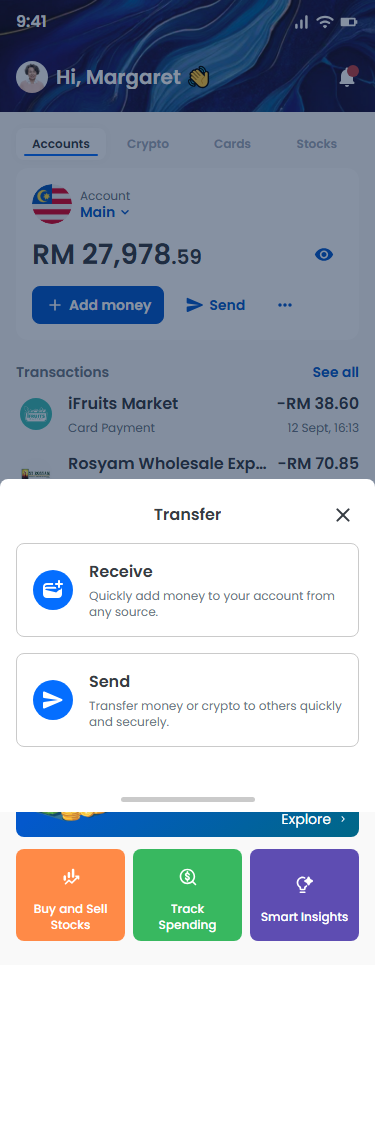 9:41
Hi, Margaret 👋
Accounts
Crypto
Cards
Stocks
Account
Main
RM 27,978.59
+ Add money
Send
Transactions
See all
iFruits Market
-RM 38.60
Card Payment
12 Sept, 16:13
Rosyam Wholesale Exp...
-RM 70.85
Transfer
Receive
Quickly add money to your account from
any source.
Send
Transfer money or crypto to others quickly
and securely.
Explore
Buy and Sell
Stocks
Track
Spending
Smart Insights